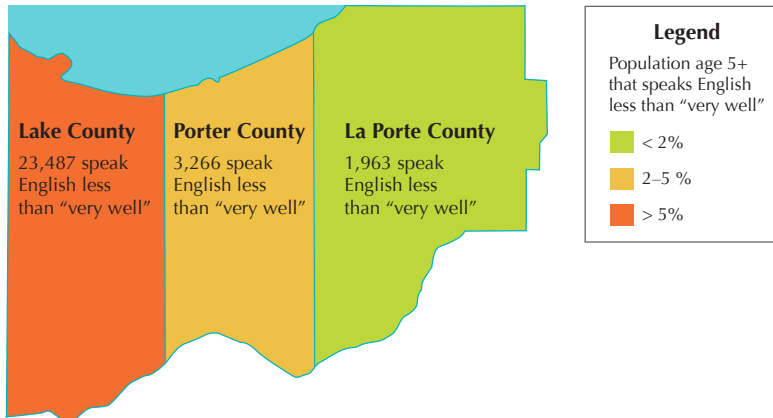 Lake County
23,487 speak
English less
than “very well”
Porter County
3,266 speak
English less
than “very well”
La Porte County
1,963 speak
English less
than “very well”
Legend
Population age 5+
that speaks English
less than “very well”
< 2%
2–5 %
> 5%